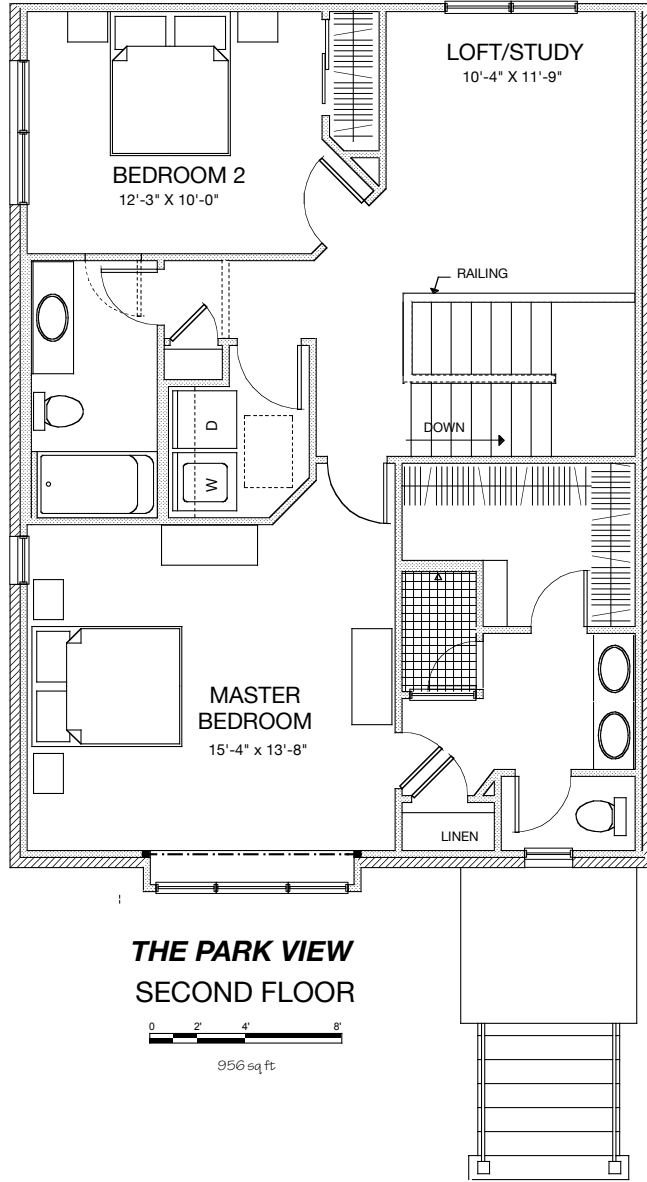 LOFT/STUDY
10'-4" X 11'-9"
BEDROOM 2
12'-3" X 10'-0"
RAILING
D
DOWN
W
MASTER
BEDROOM
15'-4" x 13'-8"
LINEN
THE PARK VIEW
SECOND FLOOR
0 2' 4' 8'
956 sq ft